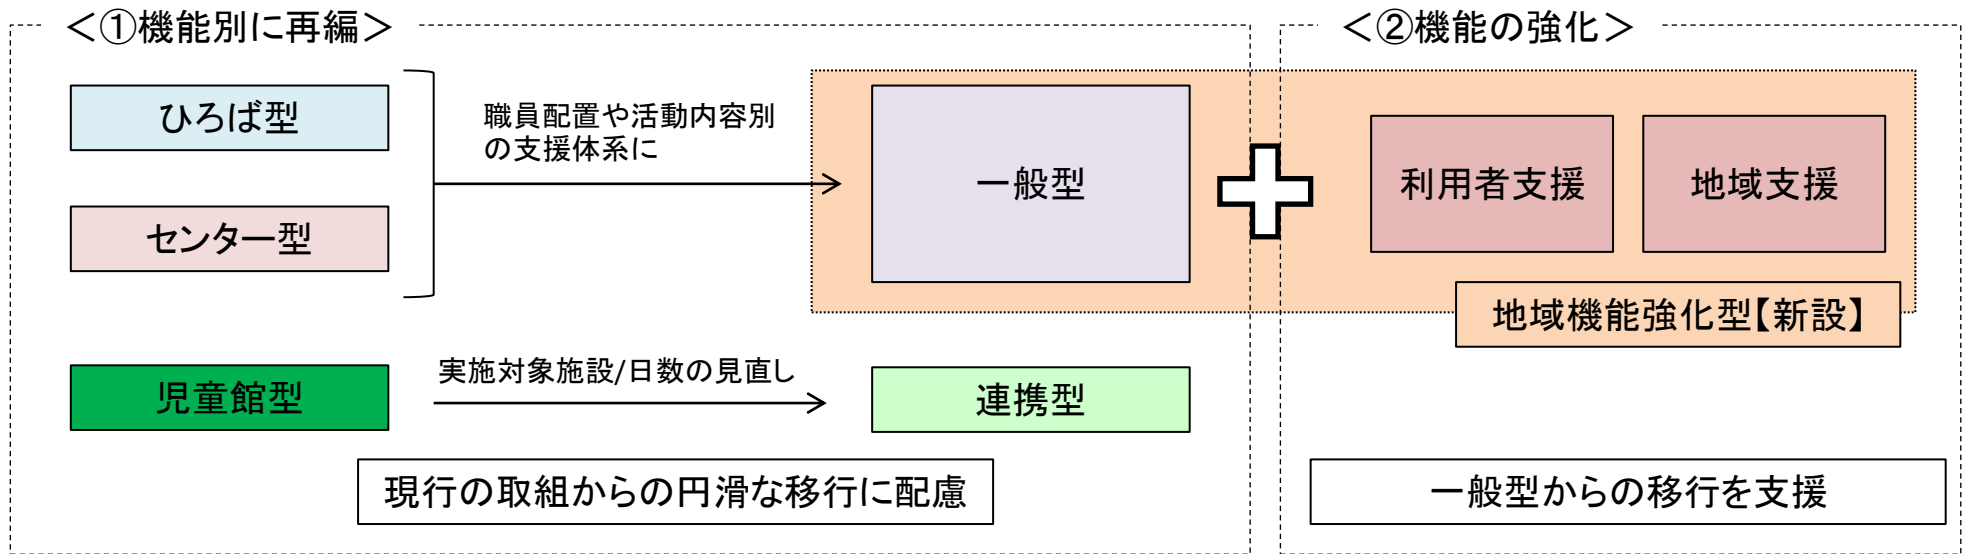 ＜①機能別に再編＞
ひろば型
センター型
職員配置や活動内容別
の支援体系に
一般型
児童館型
実施対象施設/日数の見直し
連携型
現行の取組からの円滑な移行に配慮
＜②機能の強化＞
利用者支援
地域支援
地域機能強化型【新設】
一般型からの移行を支援